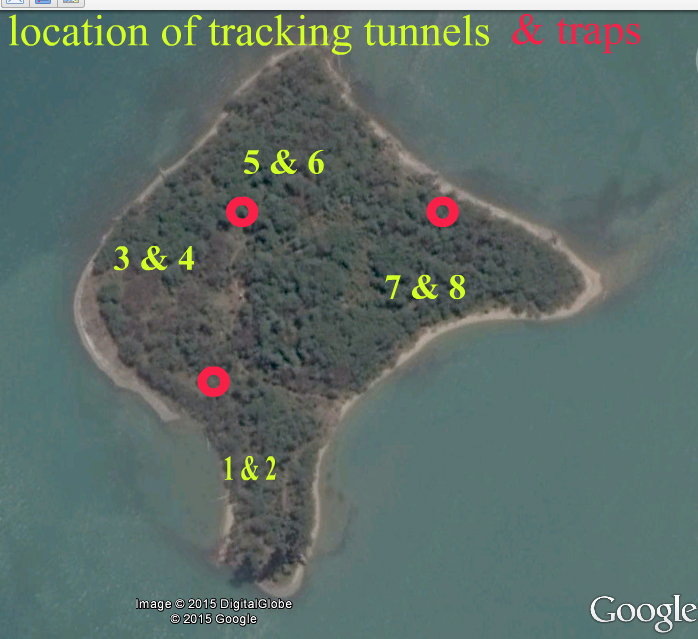 location of tracking tunnels & traps
5 & 6
3 & 4
7 & 8
1 & 2
Image © 2015 DigitalGlobe
© 2015 Google
Google